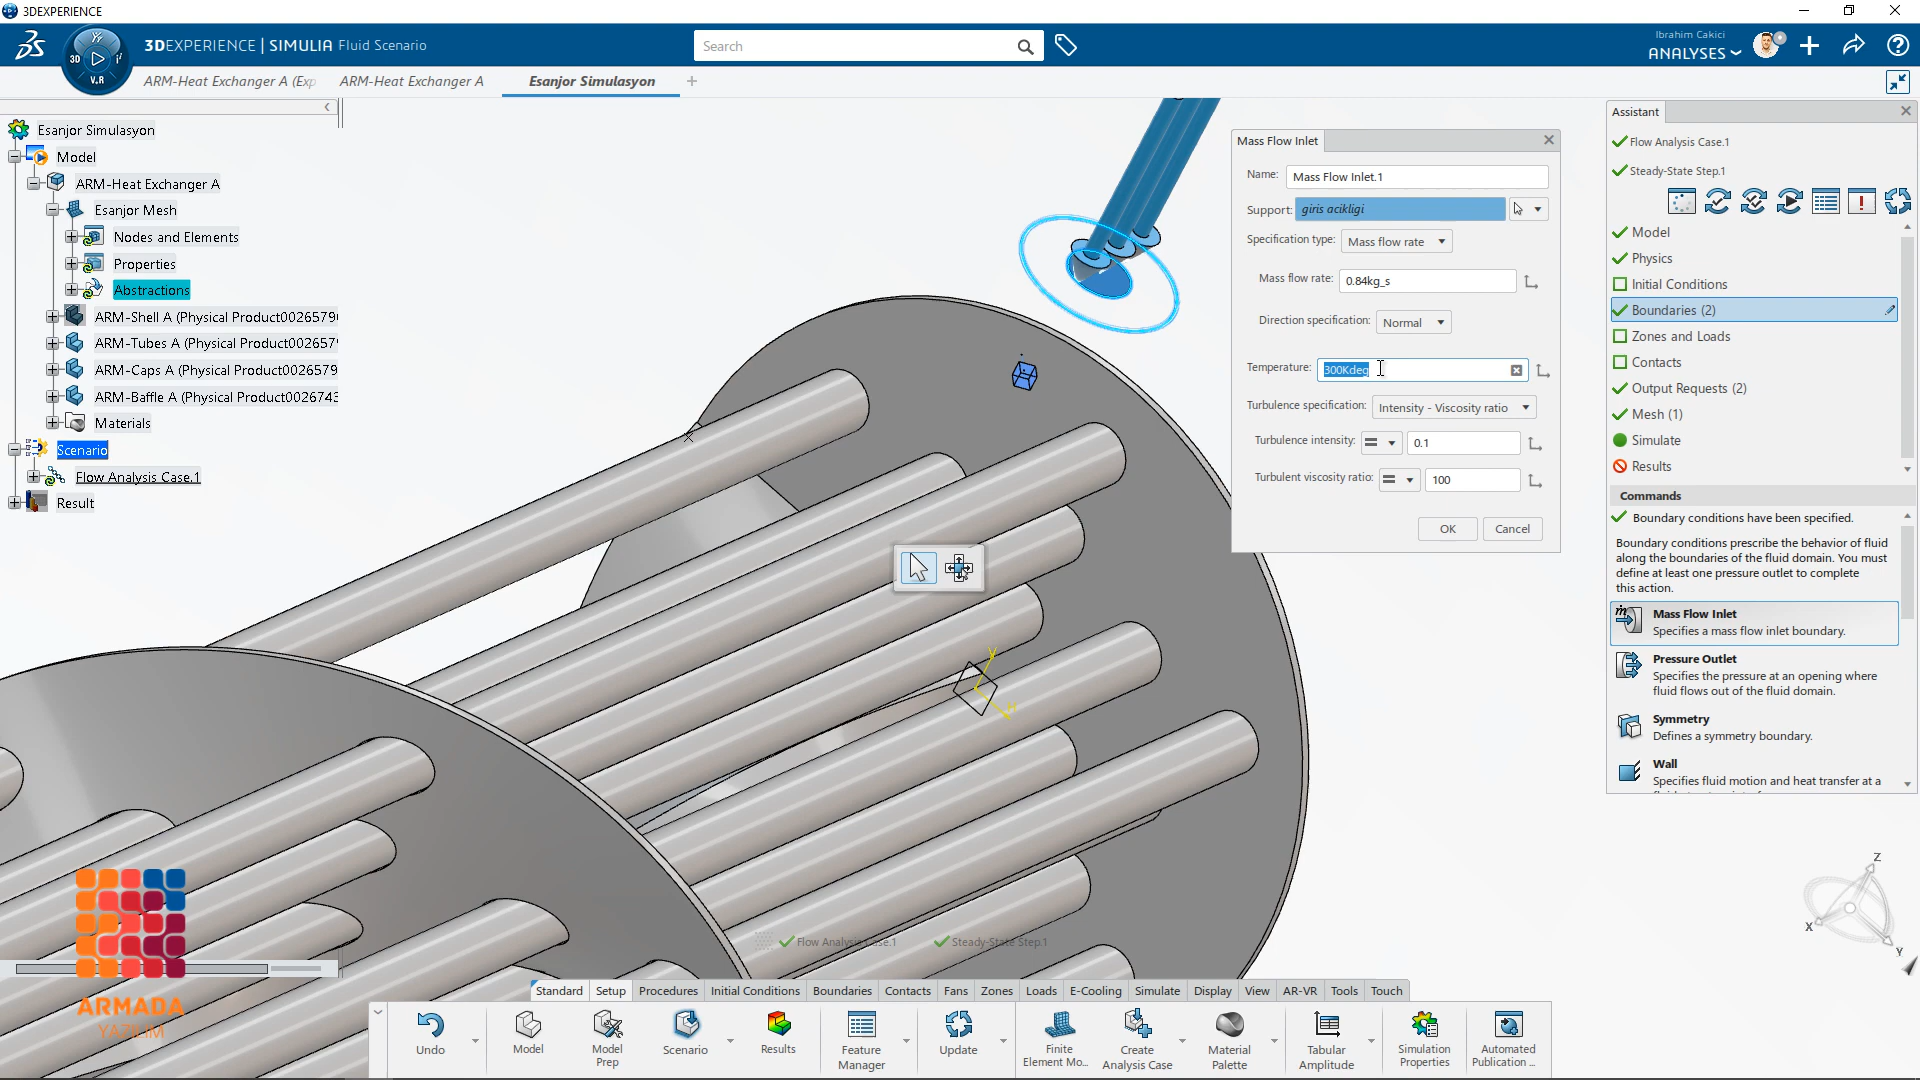 3DEXPERIENCE
3DEXPERIENCE | SIMULIA Fluid Scenario
3D
V.R
Search
Ibrahim Cakici
ANALYSES
ARM-Heat Exchanger A (Exp
ARM-Heat Exchanger A
Esanjor Simulasyon
Esanjor Simulasyon
Model
ARM-Heat Exchanger A
Esanjor Mesh
Nodes and Elements
Properties
Abstractions
ARM-Shell A (Physical Product0026579
ARM-Tubes A (Physical Product002657
ARM-Caps A (Physical Product0026579
ARM-Baffle A (Physical Product0026743
Materials
Scenario
Flow Analysis Case.1
Result
Mass Flow Inlet
Name: Mass Flow Inlet.1
Support: giris acikligi
Specification type: Mass flow rate
Mass flow rate: 0.84kg_s
Direction specification: Normal
Temperature: 300Kdeg
Turbulence specification: Intensity - Viscosity ratio
Turbulence intensity: = 0.1
Turbulent viscosity ratio: = 100
OK Cancel
Assistant
Flow Analysis Case.1
Steady-State Step.1
Model
Physics
Initial Conditions
Boundaries (2)
Zones and Loads
Contacts
Output Requests (2)
Mesh (1)
Simulate
Results
Commands
Boundary conditions have been specified.
Boundary conditions prescribe the behavior of fluid
along the boundaries of the fluid domain. You must
define at least one pressure outlet to complete
this action.
Mass Flow Inlet
Specifies a mass flow inlet boundary.
Pressure Outlet
Specifies the pressure at an opening where
fluid flows out of the fluid domain.
Symmetry
Defines a symmetry boundary.
Wall
Specifies fluid motion and heat transfer at a
Y
H
Z
X
Y
Flow Analysis Case.1 Steady-State Step.1
ARMADA
YAZILIM
Standard Setup Procedures Initial Conditions Boundaries Contacts Fans Zones Loads E-Cooling Simulate Display View AR-VR Tools Touch
Undo
Model
Model
Prep
Scenario
Results
Feature
Manager
Update
Finite
Element Mo...
Create
Analysis Case
Material
Palette
Tabular
Amplitude
Simulation
Properties
Automated
Publication ...